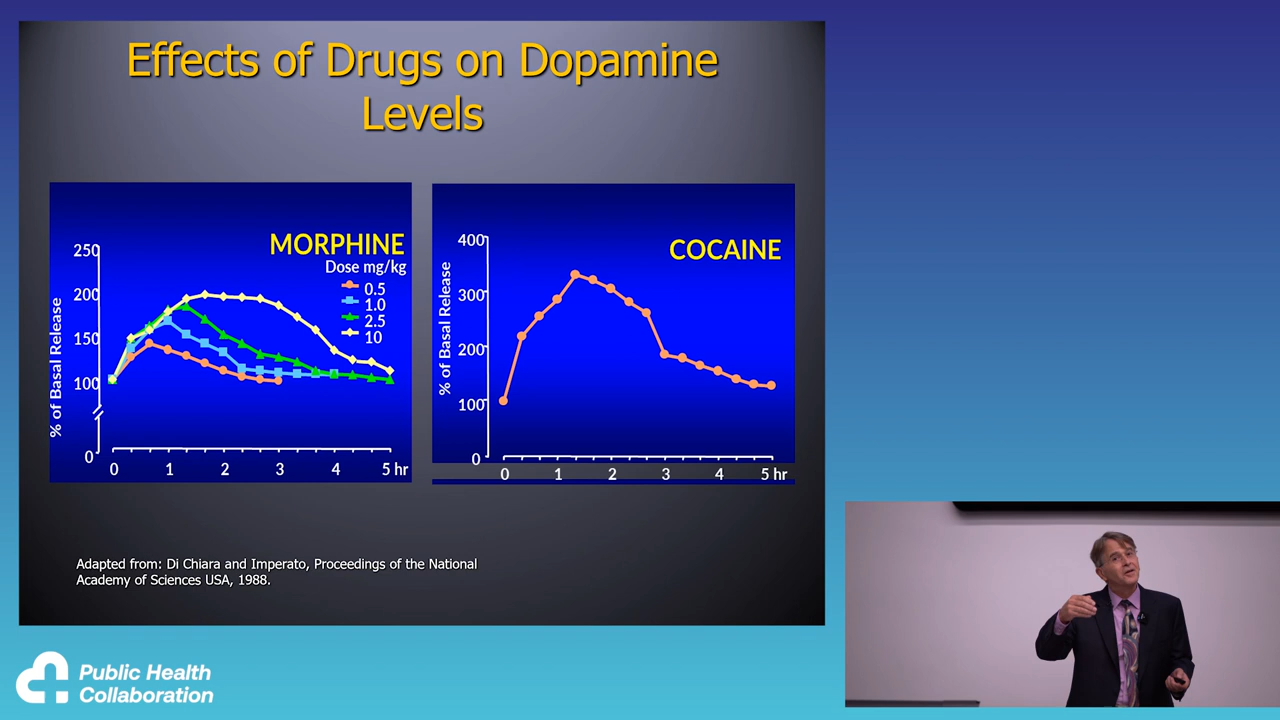 Effects of Drugs on Dopamine
Levels
MORPHINE
Dose mg/kg
0.5
1.0
2.5
10
% of Basal Release
250
200
150
100
0
0 1 2 3 4 5 hr
COCAINE
% of Basal Release
400
300
200
100
0
0 1 2 3 4 5 hr
Adapted from: Di Chiara and Imperato, Proceedings of the National
Academy of Sciences USA, 1988.
Public Health
Collaboration